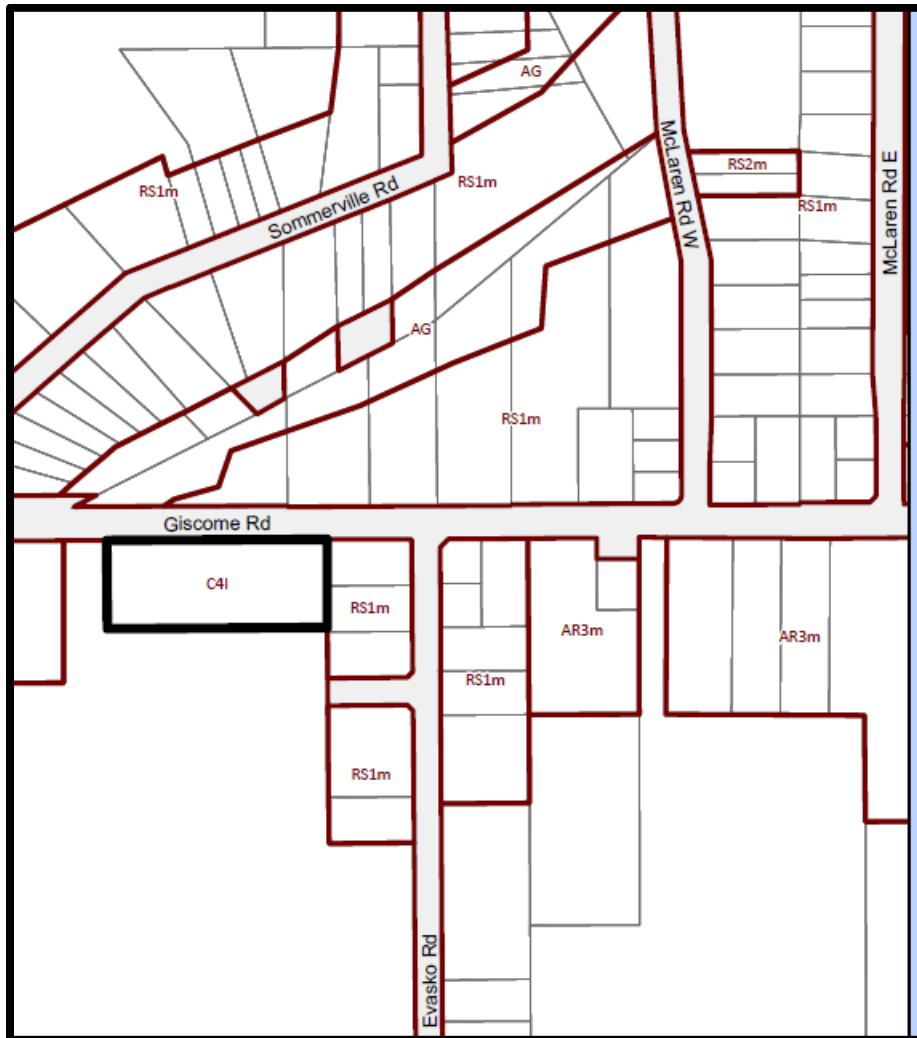 AG
McLaren Rd W
McLaren Rd E
RS2m
RS1m
Sommerville Rd
RS1m
RS1m
AG
RS1m
Giscome Rd
C4l
RS1m
AR3m
AR3m
RS1m
RS1m
Evasko Rd